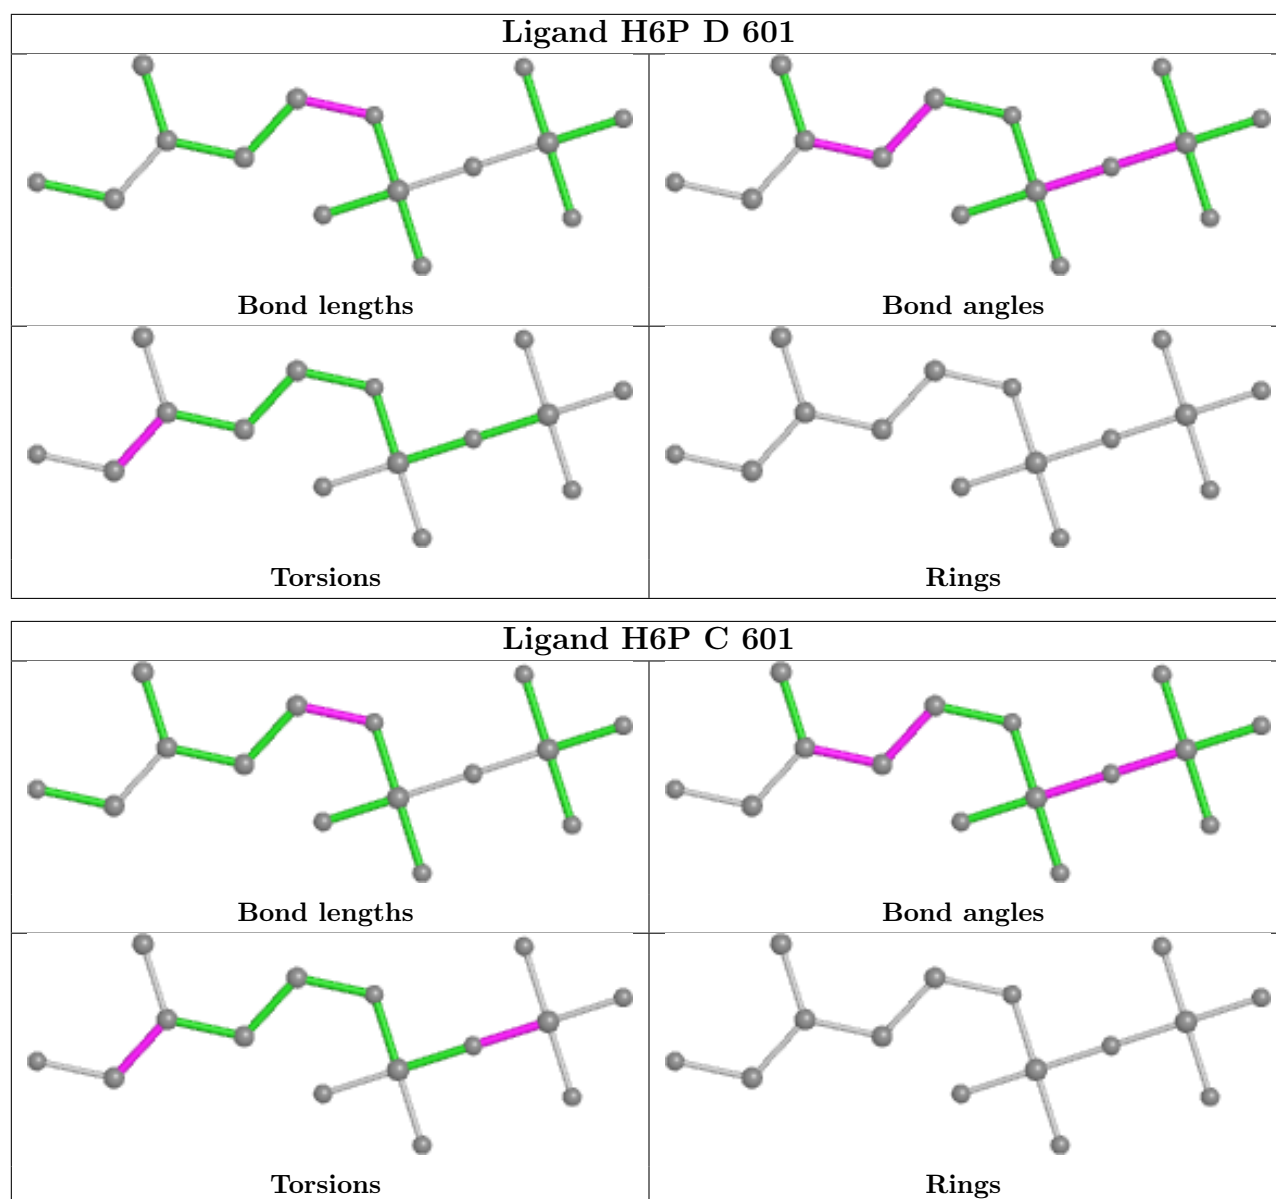 Ligand H6P D 601
Bond lengths
Bond angles
Torsions
Rings
Ligand H6P C 601
Bond lengths
Bond angles
Torsions
Rings